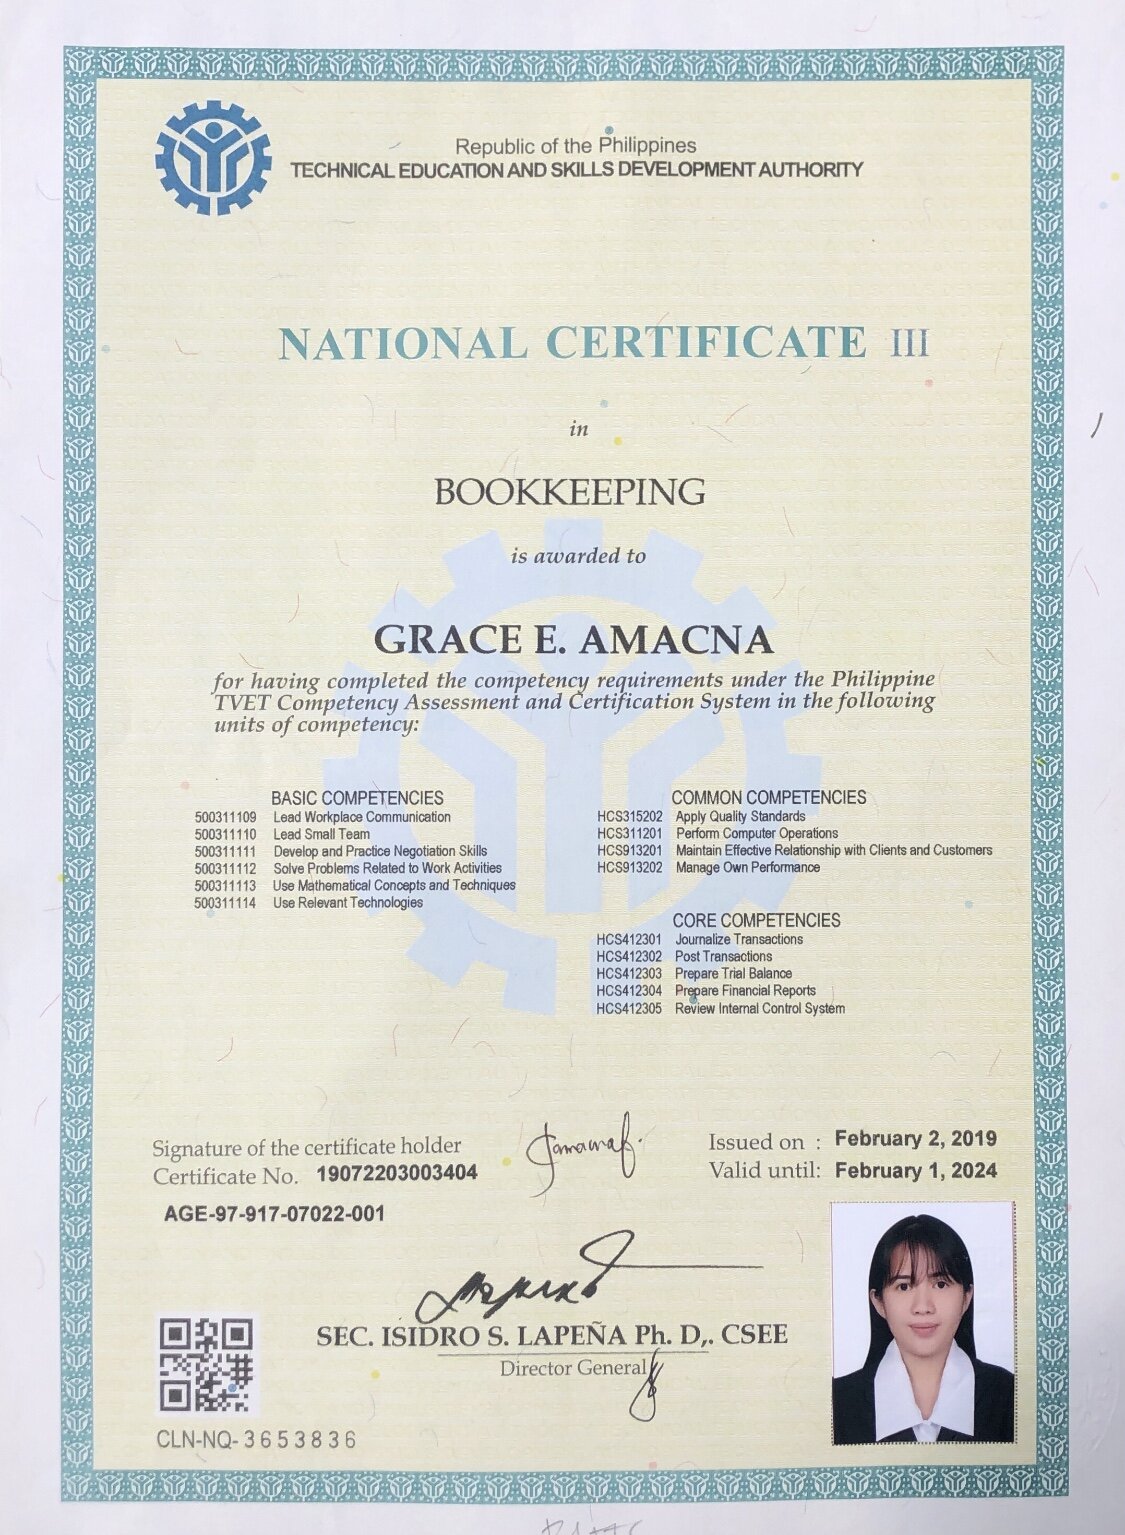 Republic of the Philippines
TECHNICAL EDUCATION AND SKILLS DEVELOPMENT AUTHORITY
NATIONAL CERTIFICATE III
in
BOOKKEEPING
is awarded to
GRACE E. AMACNA
for having completed the competency requirements under the Philippine
TVET Competency Assessment and Certification System in the following
units of competency:
BASIC COMPETENCIES
500311109 Lead Workplace Communication
500311110 Lead Small Team
500311111 Develop and Practice Negotiation Skills
500311112 Solve Problems Related to Work Activities
500311113 Use Mathematical Concepts and Techniques
500311114 Use Relevant Technologies
COMMON COMPETENCIES
HCS315202 Apply Quality Standards
HCS311201 Perform Computer Operations
HCS913201 Maintain Effective Relationship with Clients and Customers
HCS913202 Manage Own Performance
CORE COMPETENCIES
HCS412301 Journalize Transactions
HCS412302 Post Transactions
HCS412303 Prepare Trial Balance
HCS412304 Prepare Financial Reports
HCS412305 Review Internal Control System
Signature of the certificate holder
Certificate No. 19072203003404
AGE-97-917-07022-001
Issued on : February 2, 2019
Valid until: February 1, 2024
SEC. ISIDRO S. LAPEÑA Ph. D,. CSEE
Director General
CLN-NQ-3653836